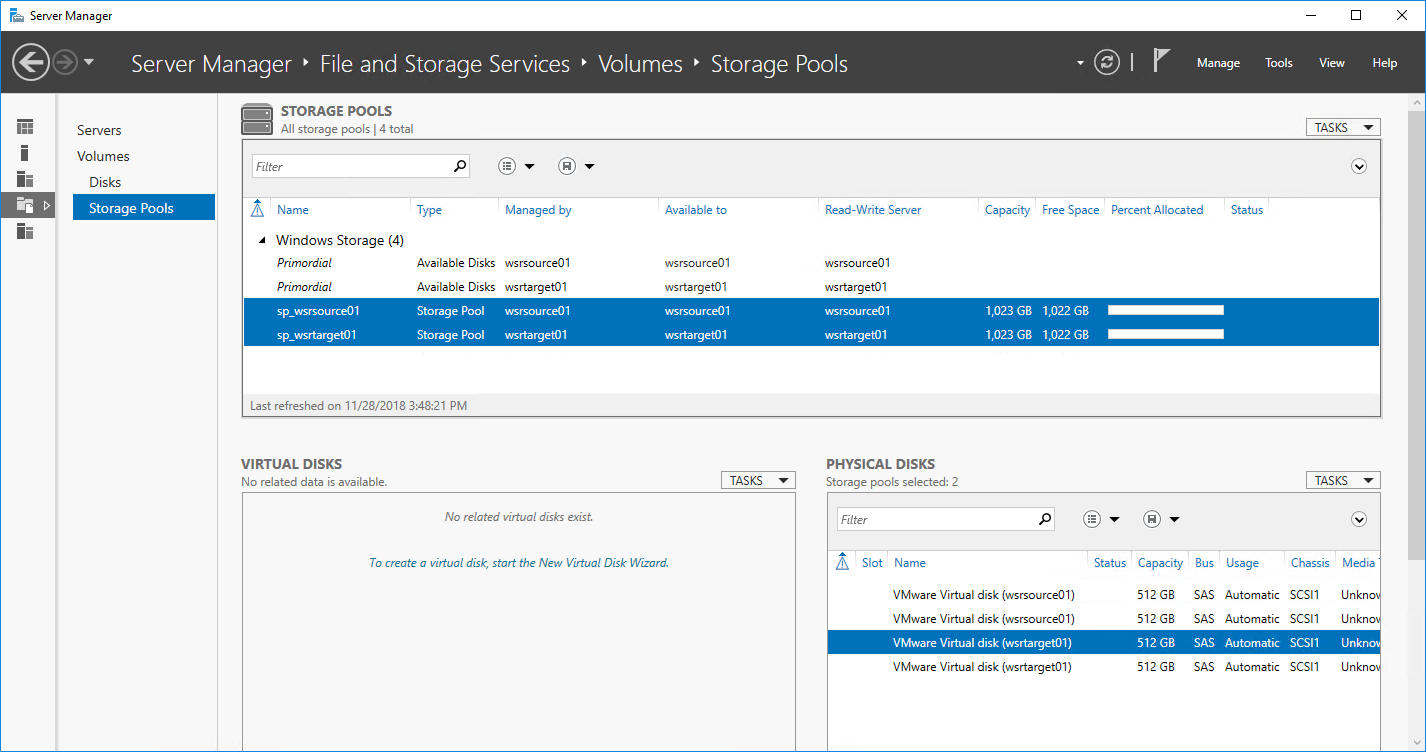 Server Manager
Server Manager ‣ File and Storage Services ‣ Volumes ‣ Storage Pools
Manage Tools View Help
Servers
Volumes
Disks
Storage Pools
STORAGE POOLS
All storage pools | 4 total
TASKS
Filter
Name Type Managed by Available to Read-Write Server Capacity Free Space Percent Allocated Status
Windows Storage (4)
Primordial Available Disks wsrsource01 wsrsource01 wsrsource01
Primordial Available Disks wsrtarget01 wsrtarget01 wsrtarget01
sp_wsrsource01 Storage Pool wsrsource01 wsrsource01 wsrsource01 1,023 GB 1,022 GB
sp_wsrtarget01 Storage Pool wsrtarget01 wsrtarget01 wsrtarget01 1,023 GB 1,022 GB
Last refreshed on 11/28/2018 3:48:21 PM
VIRTUAL DISKS
No related data is available.
TASKS
No related virtual disks exist.
To create a virtual disk, start the New Virtual Disk Wizard.
PHYSICAL DISKS
Storage pools selected: 2
TASKS
Filter
Slot Name Status Capacity Bus Usage Chassis Media T
VMware Virtual disk (wsrsource01) 512 GB SAS Automatic SCSI1 Unknow
VMware Virtual disk (wsrsource01) 512 GB SAS Automatic SCSI1 Unknow
VMware Virtual disk (wsrtarget01) 512 GB SAS Automatic SCSI1 Unknow
VMware Virtual disk (wsrtarget01) 512 GB SAS Automatic SCSI1 Unknow